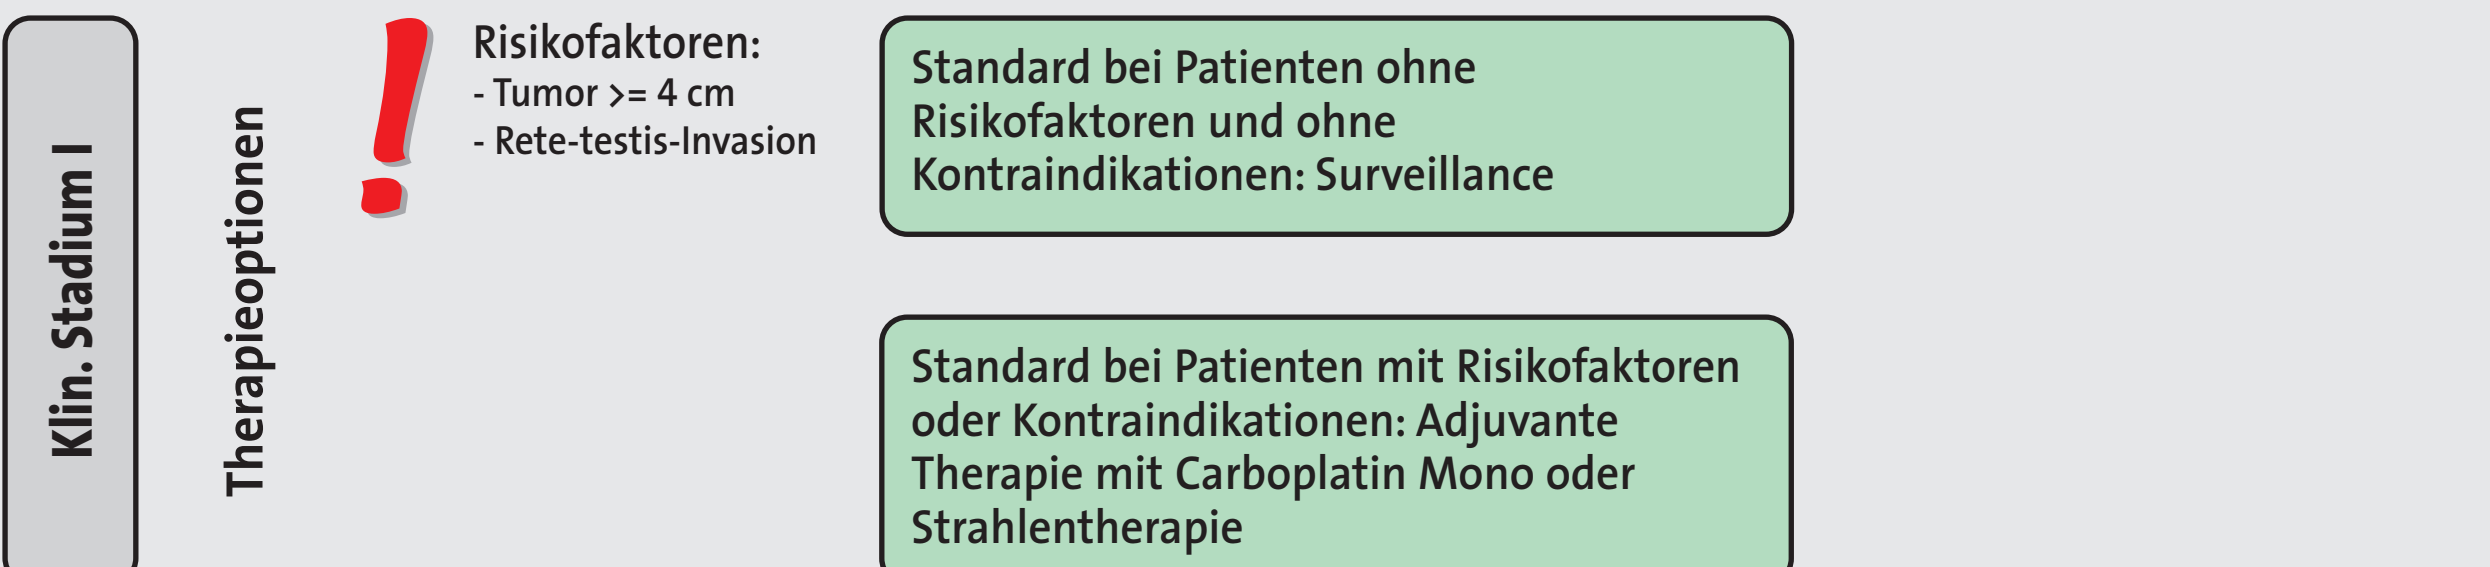 Klin. Stadium I
Therapieoptionen
!
Risikofaktoren:
- Tumor >= 4 cm
- Rete-testis-Invasion
Standard bei Patienten ohne
Risikofaktoren und ohne
Kontraindikationen: Surveillance
Standard bei Patienten mit Risikofaktoren
oder Kontraindikationen: Adjuvante
Therapie mit Carboplatin Mono oder
Strahlentherapie